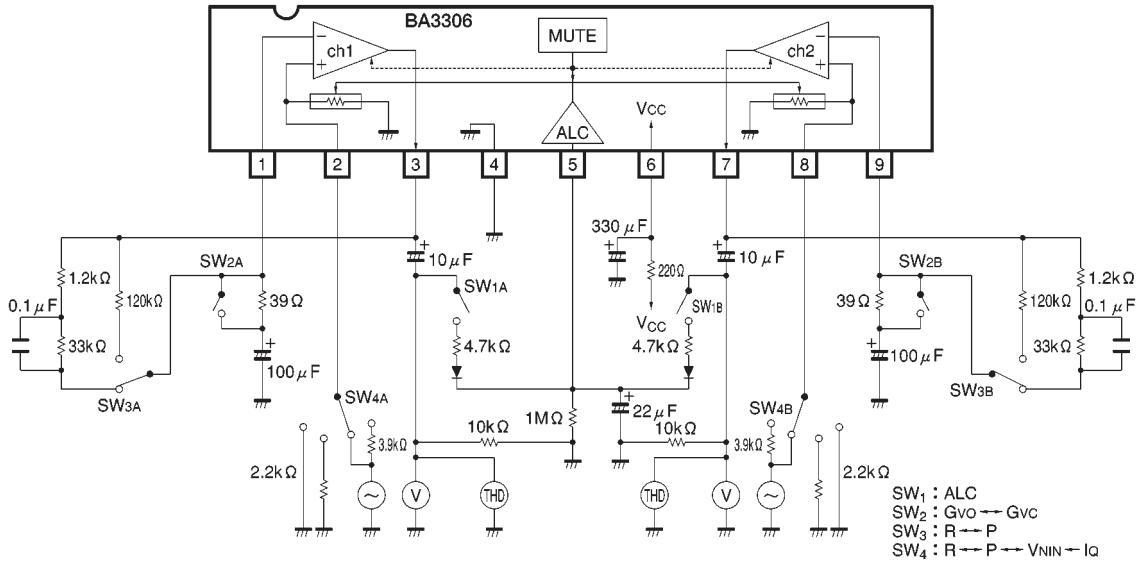 BA3306
MUTE
ch1
ch2
ALC
VCC
1
2
3
4
5
6
7
8
9
+
10 μF
330 μF
+
220Ω
VCC
+
10 μF
1.2kΩ
0.1 μF
33kΩ
120kΩ
SW3A
SW2A
39Ω
+
100 μF
SW1A
4.7kΩ
SW1B
4.7kΩ
SW2B
39Ω
+
100 μF
120kΩ
1.2kΩ
0.1 μF
33kΩ
SW3B
SW4A
3.9kΩ
2.2kΩ
10kΩ
1MΩ
+
22 μF
10kΩ
SW4B
3.9kΩ
2.2kΩ
~
V
THD
THD
V
~
SW1 : ALC
SW2 : GVO ↔ GVC
SW3 : R ↔ P
SW4 : R ↔ P ↔ VNIN ← IQ